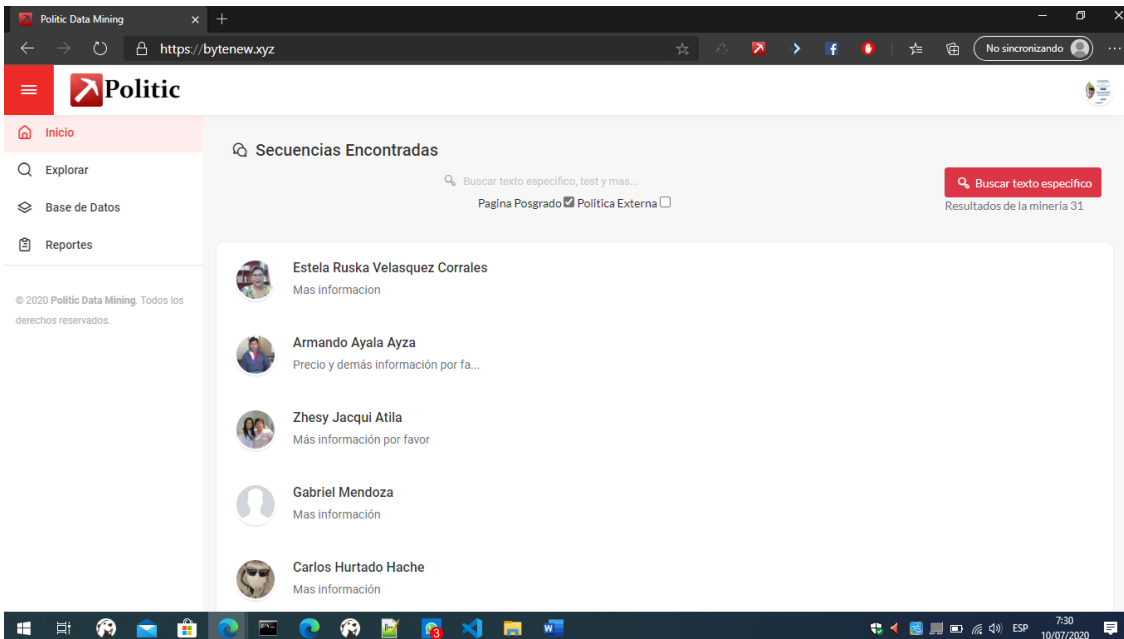 Politic Data Mining
https://bytenew.xyz
No sincronizando
Politic
Inicio
Explorar
Base de Datos
Reportes
© 2020 Politic Data Mining. Todos los
derechos reservados.
Secuencias Encontradas
Buscar texto especifico, test y mas...
Pagina Posgrado Politica Externa
Buscar texto especifico
Resultados de la mineria 31
Estela Ruska Velasquez Corrales
Mas informacion
Armando Ayala Ayza
Precio y demás información por fa...
Zhesy Jacqui Atila
Más información por favor
Gabriel Mendoza
Mas información
Carlos Hurtado Hache
Mas información
3
ESP
7:30
10/07/2020